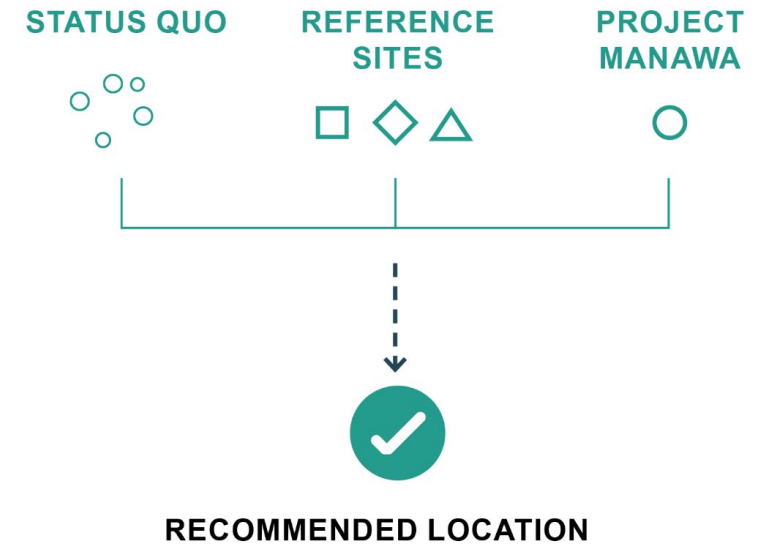 STATUS QUO
REFERENCE
SITES
PROJECT
MANAWA
RECOMMENDED LOCATION